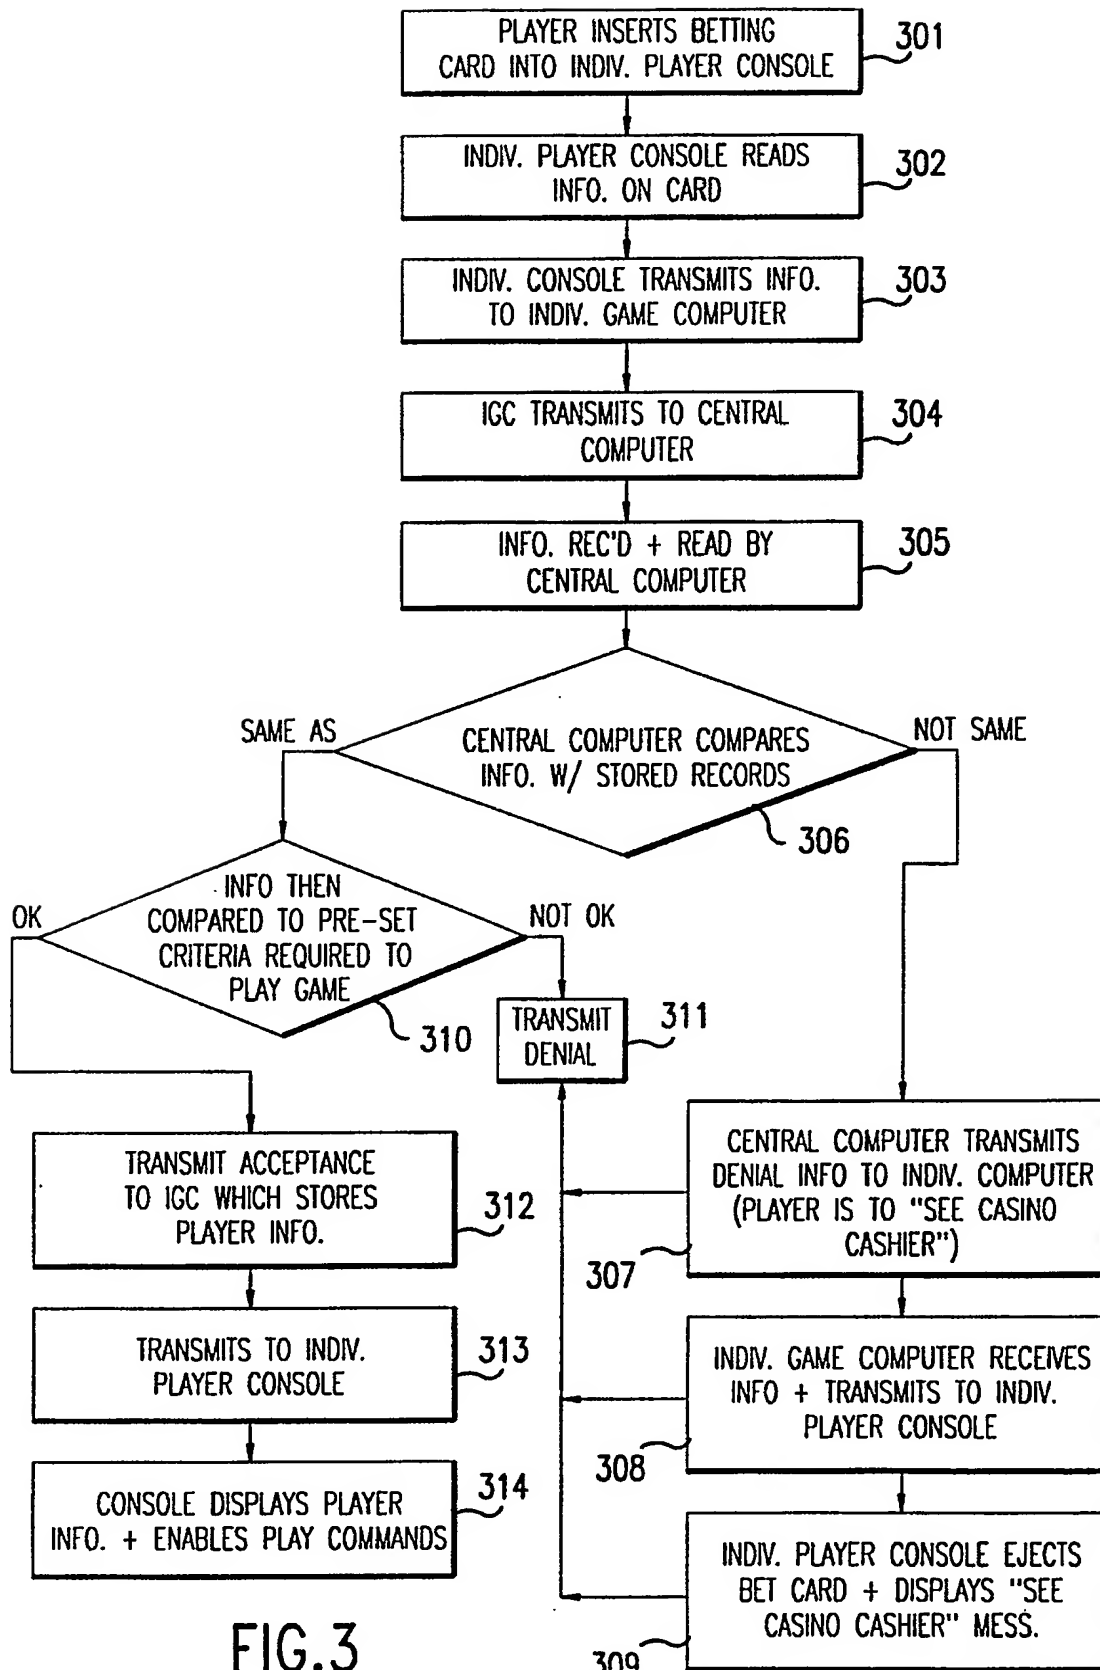 PLAYER INSERTS BETTING
CARD INTO INDIV. PLAYER CONSOLE
301
INDIV. PLAYER CONSOLE READS
INFO. ON CARD
302
INDIV. CONSOLE TRANSMITS INFO.
TO INDIV. GAME COMPUTER
303
IGC TRANSMITS TO CENTRAL
COMPUTER
304
INFO. REC'D + READ BY
CENTRAL COMPUTER
305
SAME AS
CENTRAL COMPUTER COMPARES
INFO. W/ STORED RECORDS
NOT SAME
306
OK
INFO THEN
COMPARED TO PRE-SET
CRITERIA REQUIRED TO
PLAY GAME
NOT OK
310
TRANSMIT
DENIAL
311
TRANSMIT ACCEPTANCE
TO IGC WHICH STORES
PLAYER INFO.
312
CENTRAL COMPUTER TRANSMITS
DENIAL INFO TO INDIV. COMPUTER
(PLAYER IS TO "SEE CASINO
CASHIER")
307
TRANSMITS TO INDIV.
PLAYER CONSOLE
313
INDIV. GAME COMPUTER RECEIVES
INFO + TRANSMITS TO INDIV.
PLAYER CONSOLE
308
CONSOLE DISPLAYS PLAYER
INFO. + ENABLES PLAY COMMANDS
314
INDIV. PLAYER CONSOLE EJECTS
BET CARD + DISPLAYS "SEE
CASINO CASHIER" MESS.
309
FIG.3